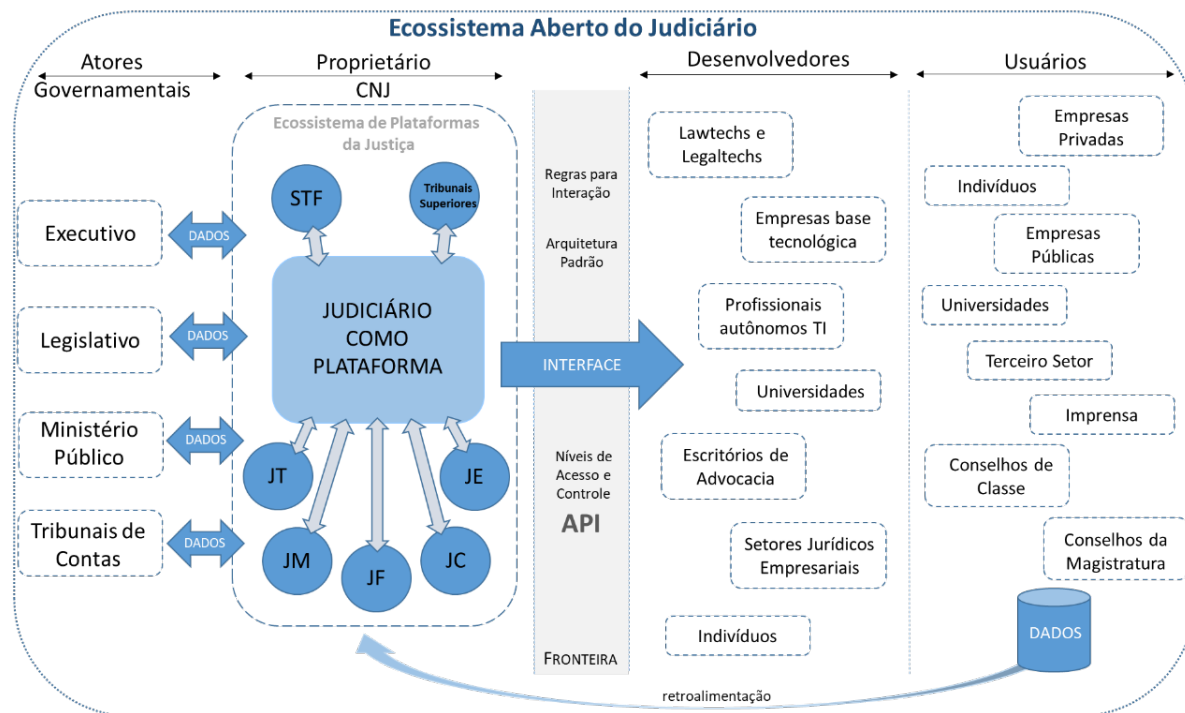 Ecossistema Aberto do Judiciário
Atores
Governamentais
Proprietário
CNJ
Desenvolvedores
Usuários
Executivo
Legislativo
Ministério
Público
Tribunais de
Contas
DADOS
DADOS
DADOS
DADOS
Ecossistema de Plataformas
da Justiça
STF
Tribunais
Superiores
JUDICIÁRIO
COMO
PLATAFORMA
JT
JE
JM
JF
JC
Regras para
Interação
Arquitetura
Padrão
INTERFACE
Níveis de
Acesso e
Controle
API
FRONTEIRA
Lawtechs e
Legaltechs
Empresas base
tecnológica
Profissionais
autônomos TI
Universidades
Escritórios de
Advocacia
Setores Jurídicos
Empresariais
Indivíduos
Empresas
Privadas
Indivíduos
Empresas
Públicas
Universidades
Terceiro Setor
Imprensa
Conselhos de
Classe
Conselhos da
Magistratura
DADOS
retroalimentação